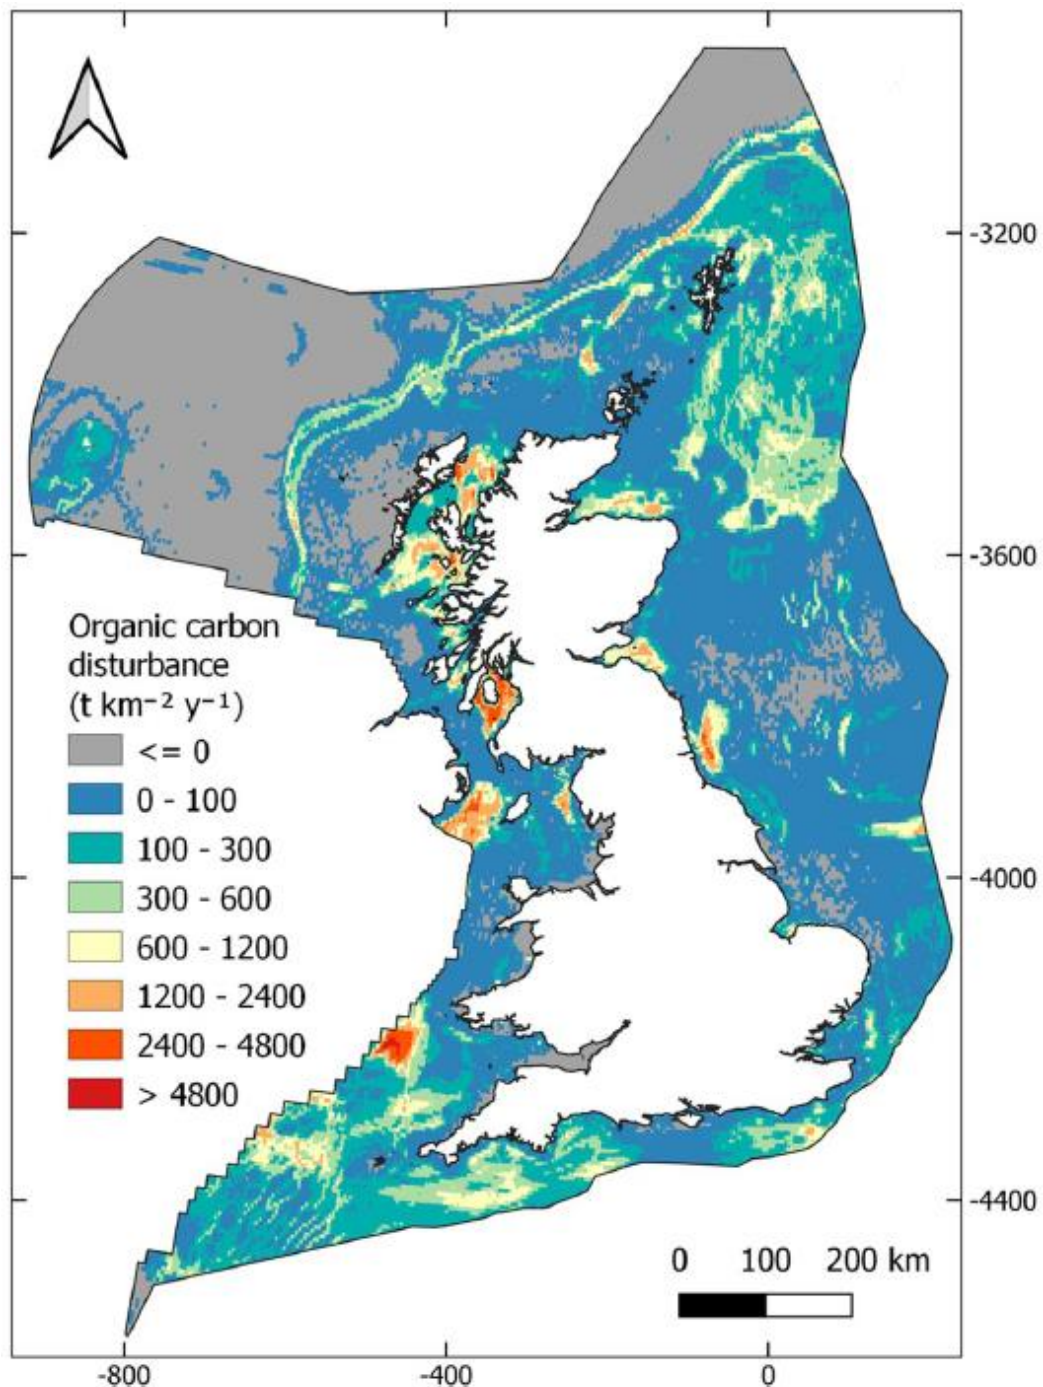 -3200
-3600
Organic carbon
disturbance
(t km⁻² y⁻¹)
<= 0
0 - 100
100 - 300
300 - 600
600 - 1200
1200 - 2400
2400 - 4800
> 4800
-4000
-4400
0 100 200 km
-800 -400 0